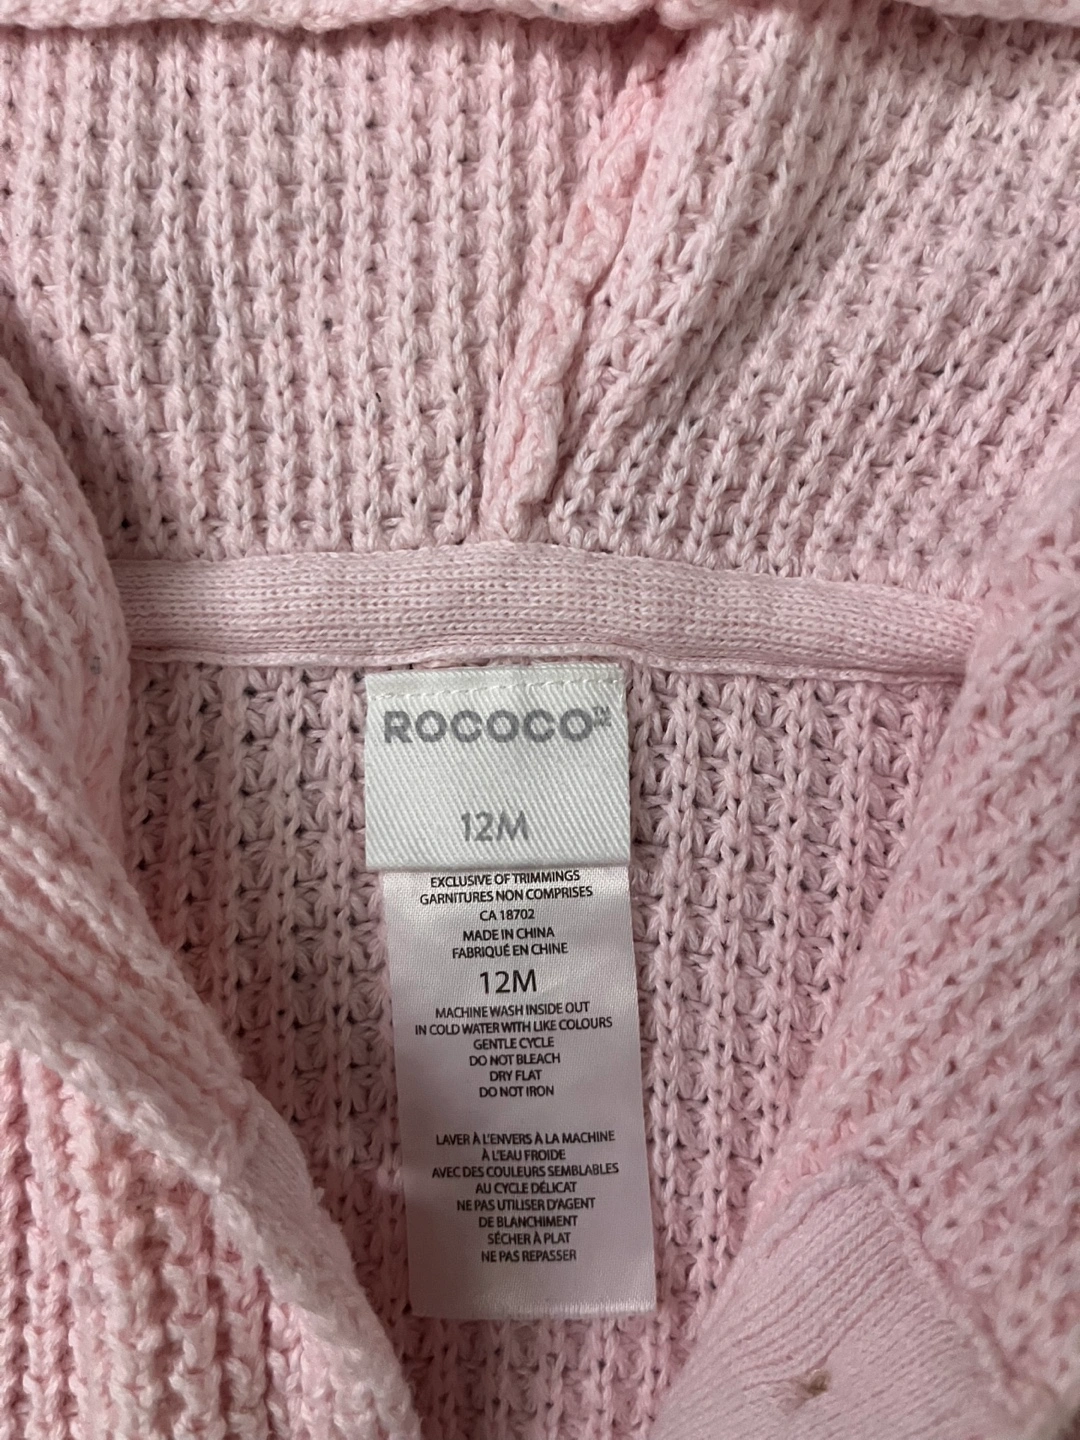 ROCOCO™ᴹᶜ
12M
EXCLUSIVE OF TRIMMINGS
GARNITURES NON COMPRISES
CA 18702
MADE IN CHINA
FABRIQUÉ EN CHINE
12M
MACHINE WASH INSIDE OUT
IN COLD WATER WITH LIKE COLOURS
GENTLE CYCLE
DO NOT BLEACH
DRY FLAT
DO NOT IRON
LAVER À L'ENVERS À LA MACHINE
À L'EAU FROIDE
AVEC DES COULEURS SEMBLABLES
AU CYCLE DÉLICAT
NE PAS UTILISER D'AGENT
DE BLANCHIMENT
SÉCHER À PLAT
NE PAS REPASSER